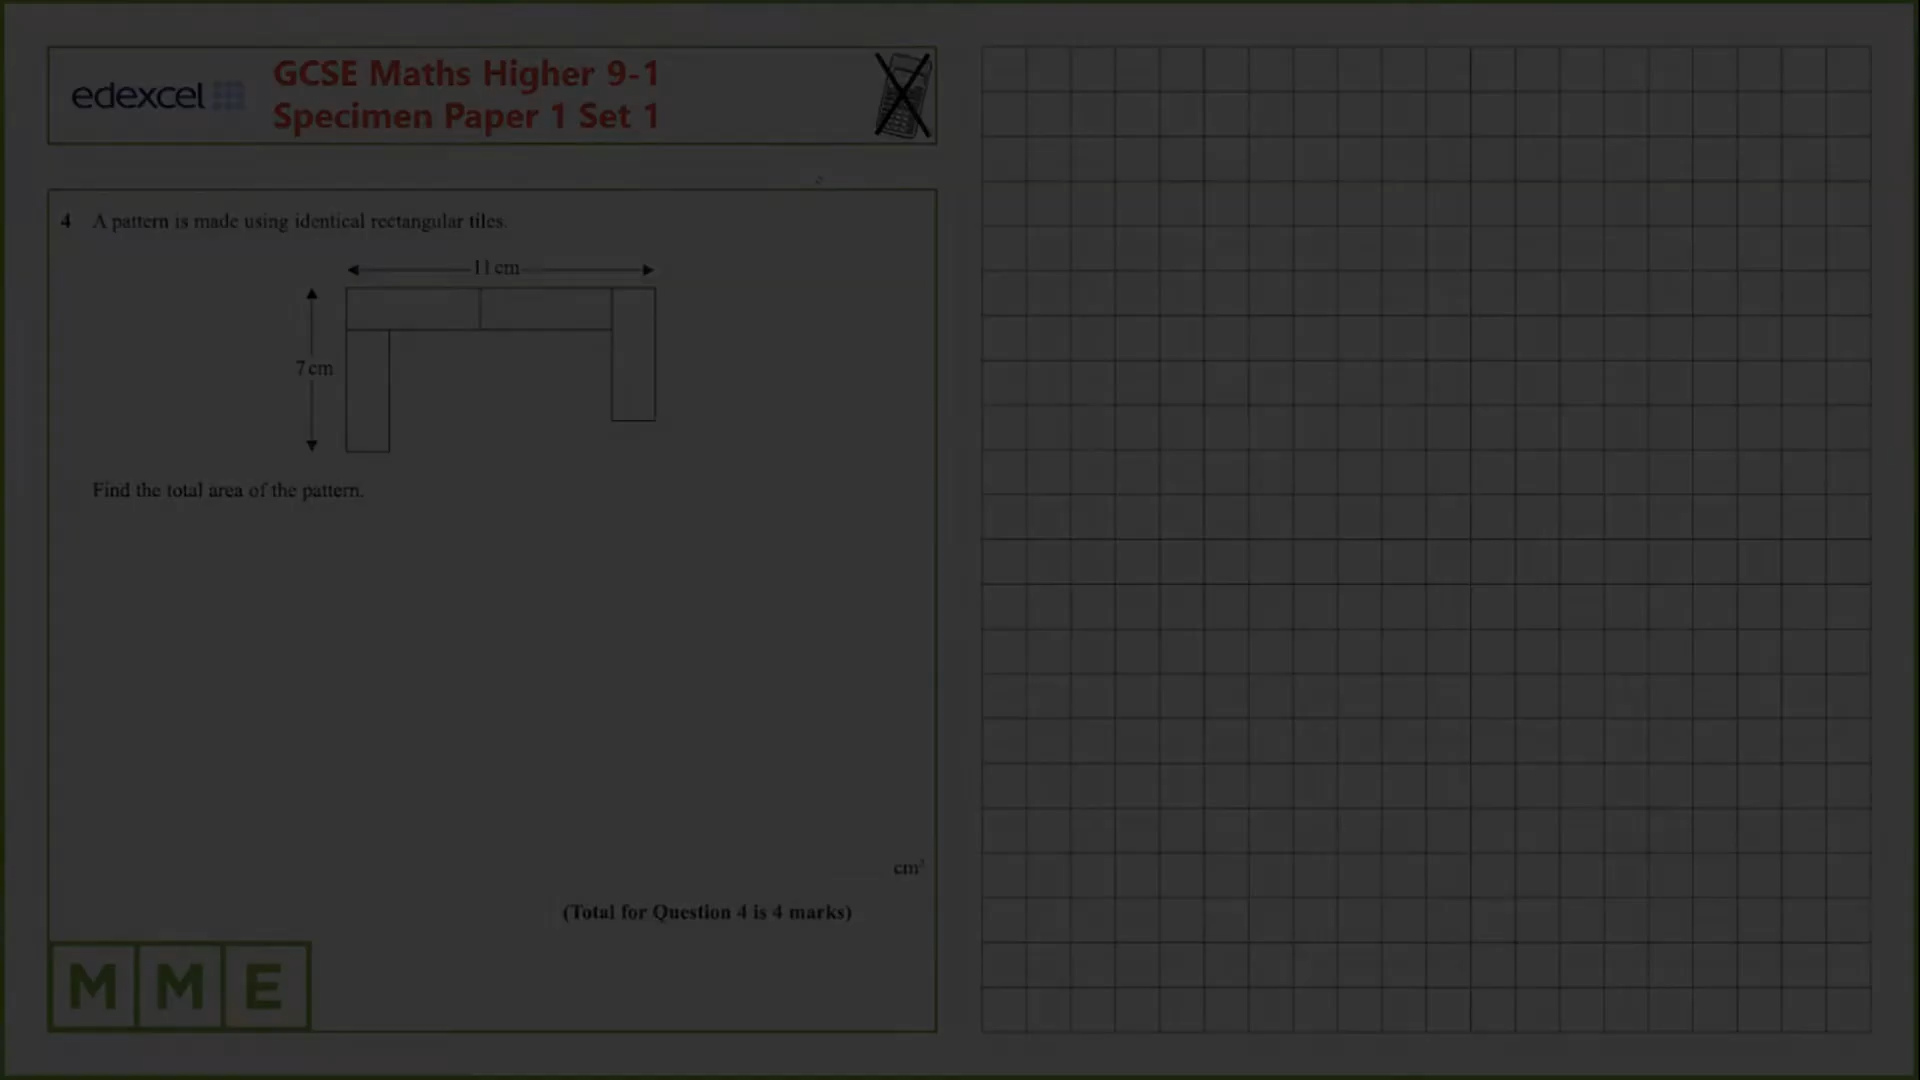 edexcel
GCSE Maths Higher 9-1
Specimen Paper 1 Set 1
4 A pattern is made using identical rectangular tiles.
11 cm
7 cm
Find the total area of the pattern.
cm²
(Total for Question 4 is 4 marks)
MME